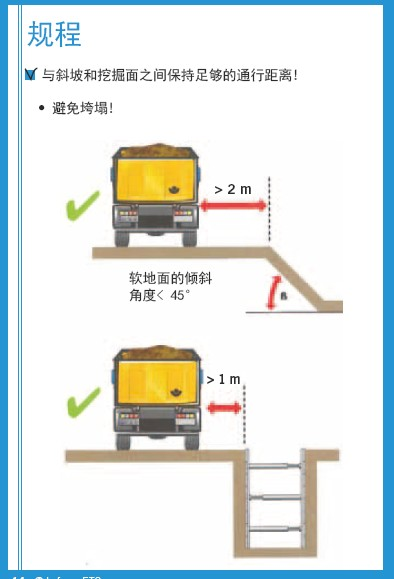 规程
与斜坡和挖掘面之间保持足够的通行距离!
• 避免垮塌!
> 2 m
软地面的倾斜
角度< 45°
ß
> 1 m